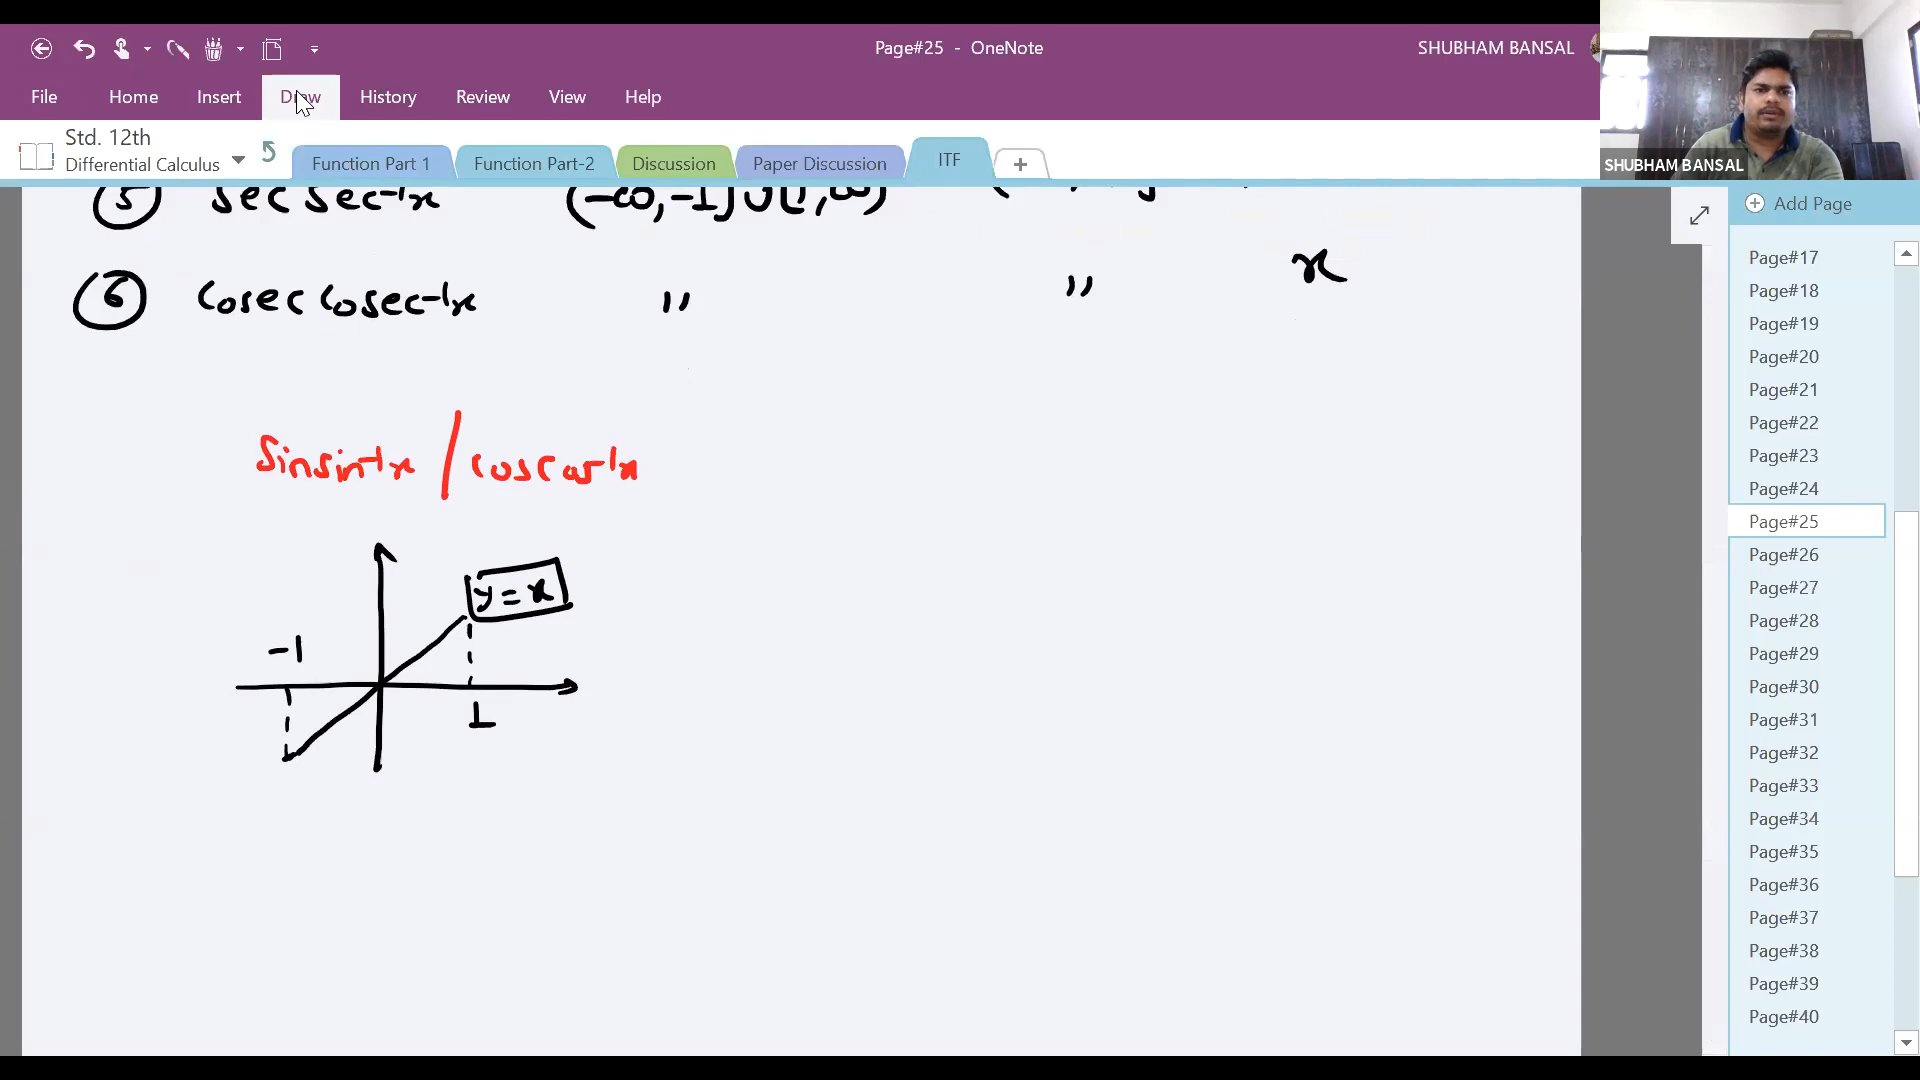 Page#25 - OneNote
SHUBHAM BANSAL
File Home Insert Draw History Review View Help
Std. 12th
Differential Calculus
Function Part 1
Function Part-2
Discussion
Paper Discussion
ITF
SHUBHAM BANSAL
Add Page
Page#17
Page#18
Page#19
Page#20
Page#21
Page#22
Page#23
Page#24
Page#25
Page#26
Page#27
Page#28
Page#29
Page#30
Page#31
Page#32
Page#33
Page#34
Page#35
Page#36
Page#37
Page#38
Page#39
Page#40
5 sec sec-1x (-∞,-1]∪[1,∞)
6 cosec cosec-1x " " x
sin sin-1x / cos cos-1x
y = x
-1
1